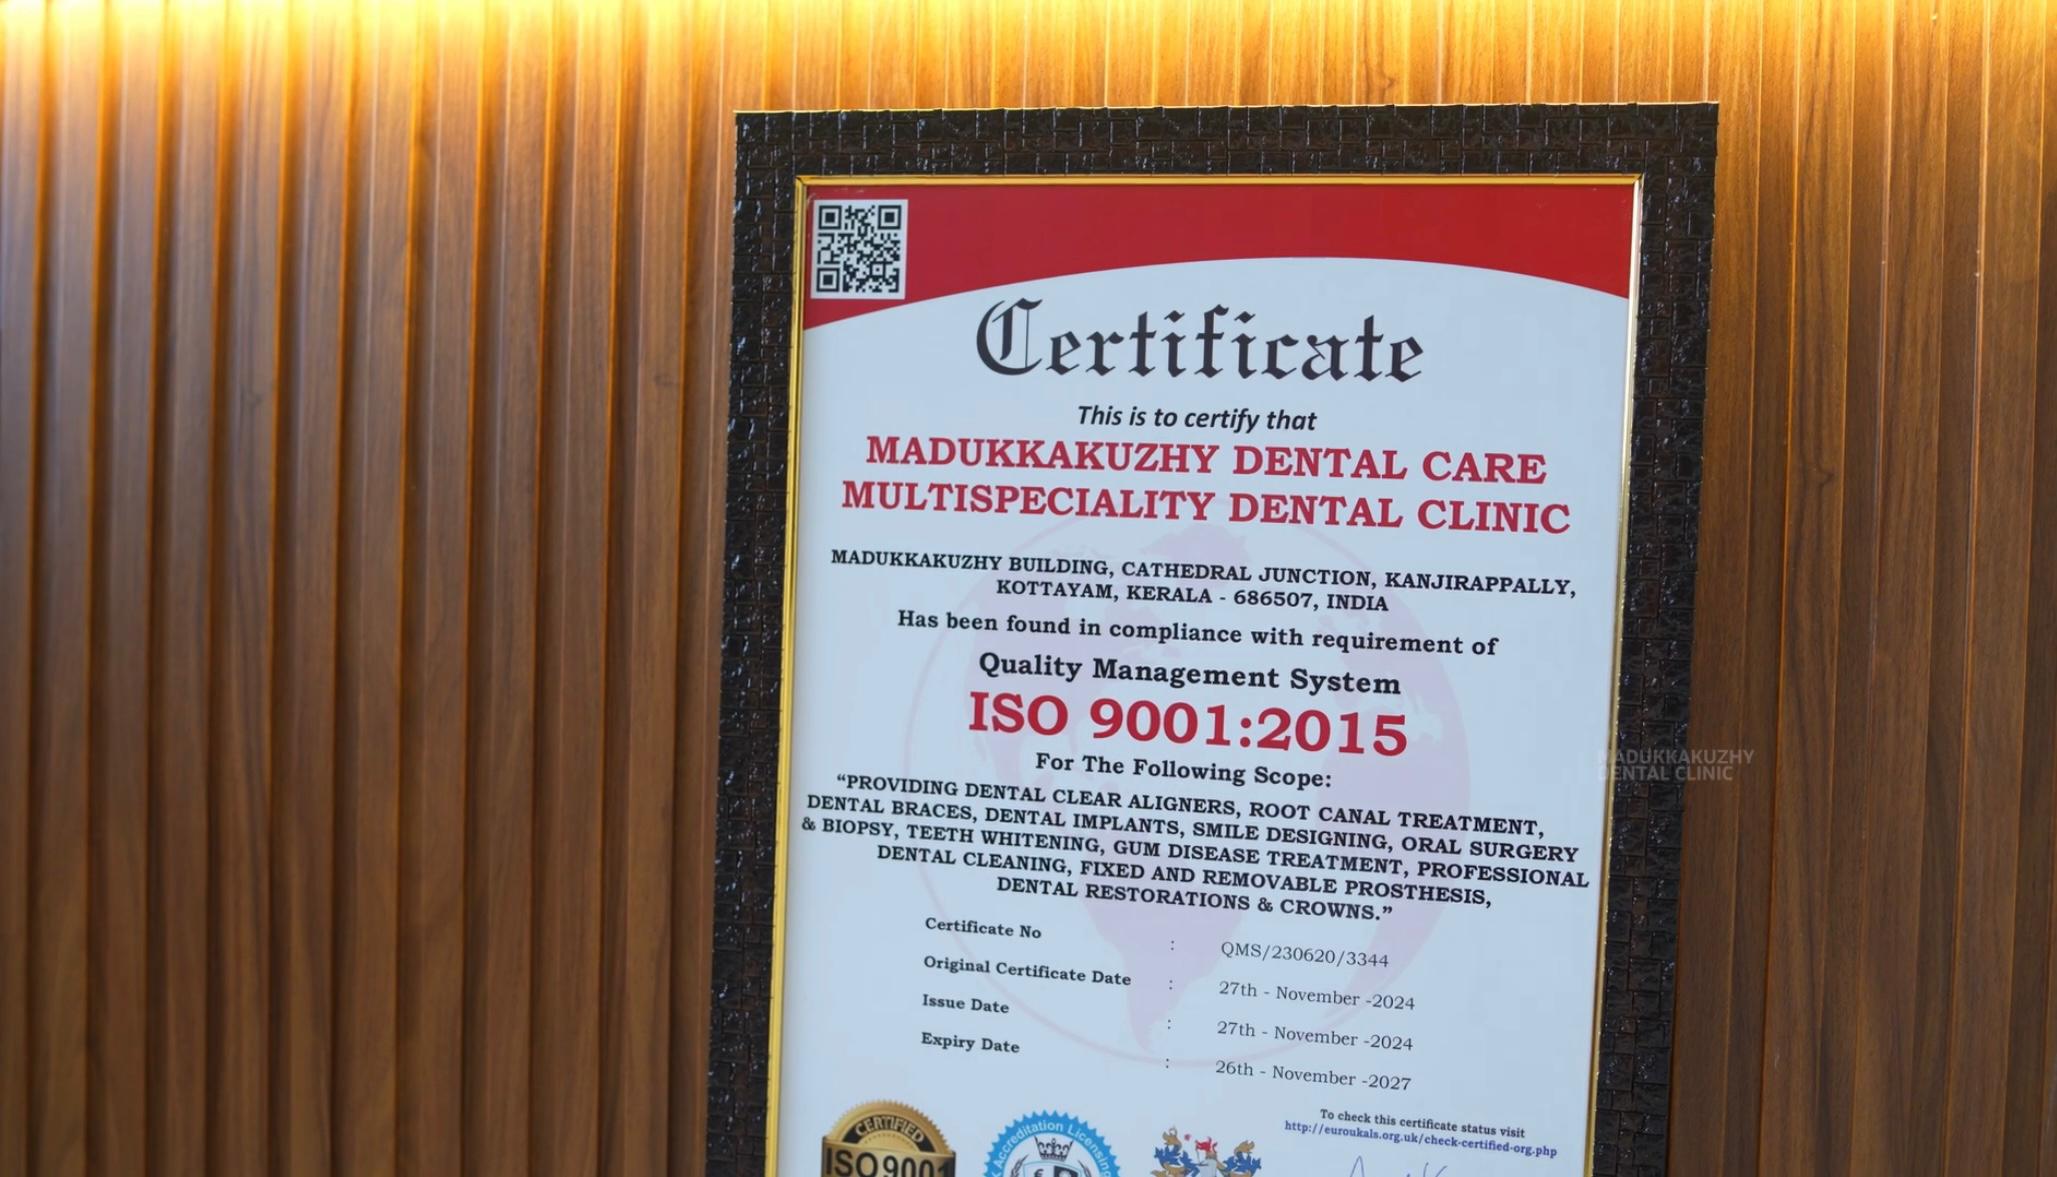 Certificate
This is to certify that
MADUKKAKUZHY DENTAL CARE
MULTISPECIALITY DENTAL CLINIC
MADUKKAKUZHY BUILDING, CATHEDRAL JUNCTION, KANJIRAPPALLY,
KOTTAYAM, KERALA - 686507, INDIA
Has been found in compliance with requirement of
Quality Management System
ISO 9001:2015
For The Following Scope:
“PROVIDING DENTAL CLEAR ALIGNERS, ROOT CANAL TREATMENT,
DENTAL BRACES, DENTAL IMPLANTS, SMILE DESIGNING, ORAL SURGERY
& BIOPSY, TEETH WHITENING, GUM DISEASE TREATMENT, PROFESSIONAL
DENTAL CLEANING, FIXED AND REMOVABLE PROSTHESIS,
DENTAL RESTORATIONS & CROWNS.”
Certificate No : QMS/230620/3344
Original Certificate Date : 27th - November -2024
Issue Date : 27th - November -2024
Expiry Date : 26th - November -2027
To check this certificate status visit
http://euroukals.org.uk/check-certified-org.php
CERTIFIED
ISO 9001
Accreditation Licensing
MADUKKAKUZHY
DENTAL CLINIC